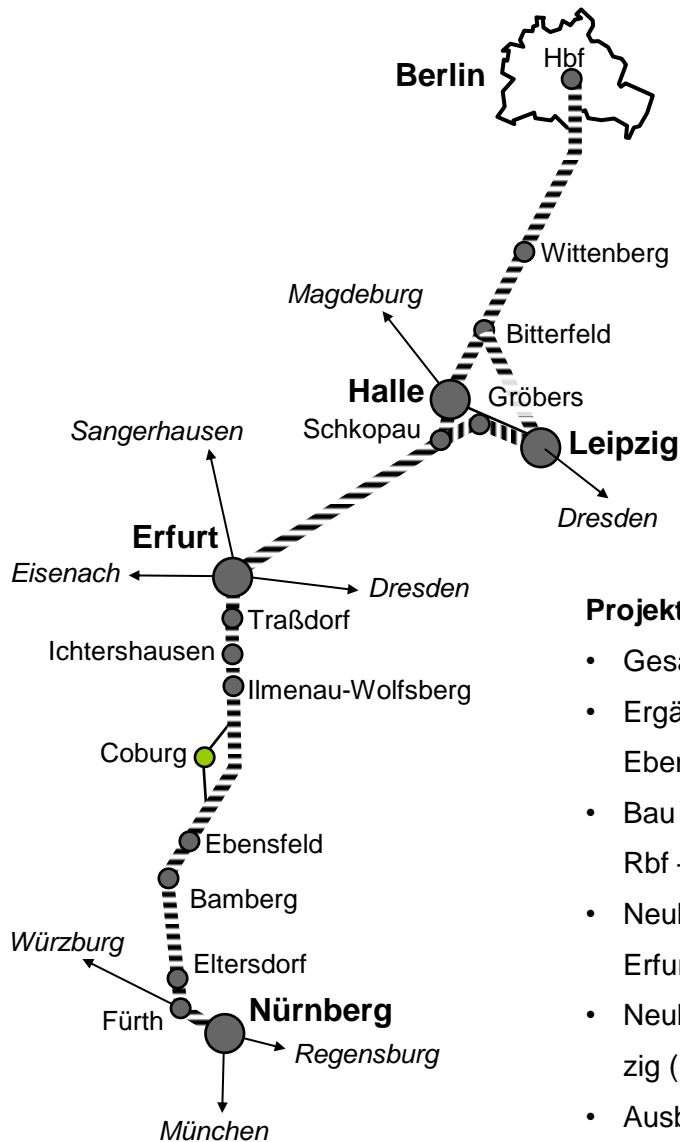 Hbf
Berlin
Wittenberg
Magdeburg
Bitterfeld
Halle
Gröbers
Schkopau
Leipzig
Sangerhausen
Dresden
Erfurt
Eisenach
Dresden
Traßdorf
Ichtershausen
Ilmenau-Wolfsberg
Coburg
Ebensfeld
Bamberg
Würzburg
Eltersdorf
Fürth
Nürnberg
Regensburg
München
Projekt
• Gesa
• Ergä
Eben
• Bau
Rbf -
• Neul
Erfur
• Neul
zig (
• Ausb